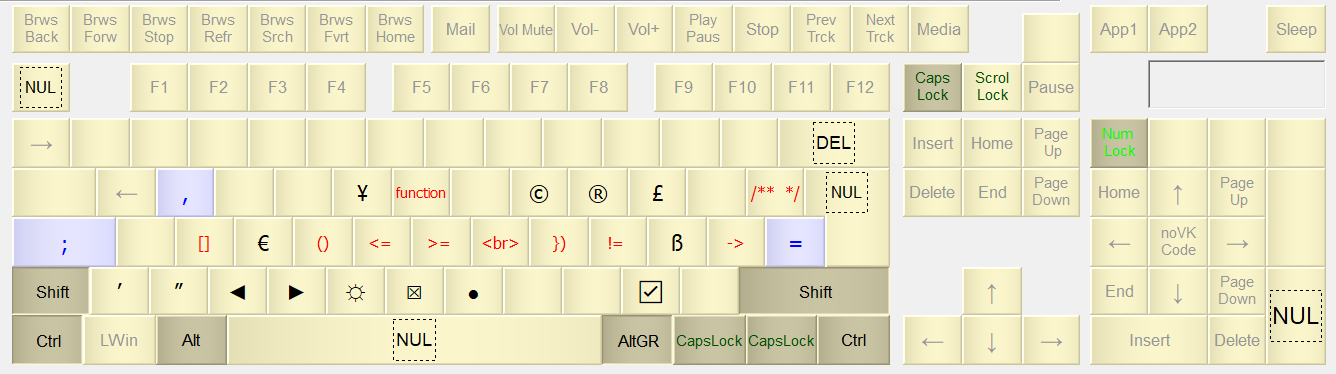 Brws Back Brws Forw Brws Stop Brws Refr Brws Srch Brws Fvrt Brws Home Mail Vol Mute Vol- Vol+ Play Paus Stop Prev Trck Next Trck Media App1 App2 Sleep
NUL F1 F2 F3 F4 F5 F6 F7 F8 F9 F10 F11 F12 Caps Lock Scrol Lock Pause
→ DEL Insert Home Page Up Num Lock
← , ¥ function © ® £ /** */ NUL Delete End Page Down Home ↑ Page Up
; [] € () <= >= <br> }) != ß -> = ← noVK Code →
Shift ′ ″ ◄ ► ☼ ☒ ● ☑ Shift ↑ End ↓ Page Down NUL
Ctrl LWin Alt NUL AltGR CapsLock CapsLock Ctrl ← ↓ → Insert Delete